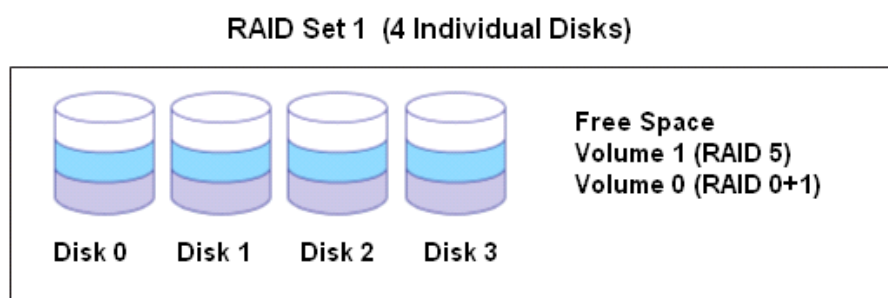 RAID Set 1 (4 Individual Disks)
Free Space
Volume 1 (RAID 5)
Volume 0 (RAID 0+1)
Disk 0
Disk 1
Disk 2
Disk 3